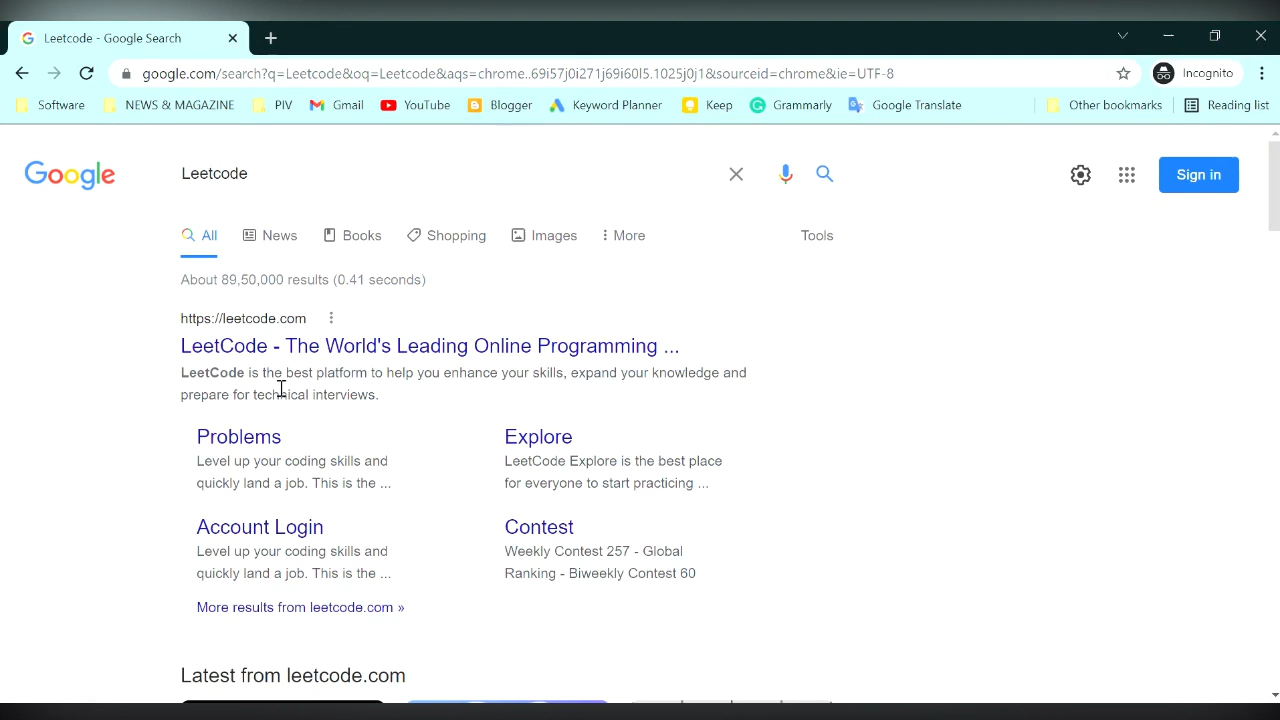 Leetcode - Google Search
google.com/search?q=Leetcode&oq=Leetcode&aqs=chrome..69i57j0i271j69i60l5.1025j0j1&sourceid=chrome&ie=UTF-8
Incognito
Software NEWS & MAGAZINE PIV Gmail YouTube Blogger Keyword Planner Keep Grammarly Google Translate Other bookmarks Reading list
Google Leetcode Sign in
All News Books Shopping Images More Tools
About 89,50,000 results (0.41 seconds)
https://leetcode.com
LeetCode - The World's Leading Online Programming ...
LeetCode is the best platform to help you enhance your skills, expand your knowledge and
prepare for technical interviews.
Problems
Level up your coding skills and
quickly land a job. This is the ...
Explore
LeetCode Explore is the best place
for everyone to start practicing ...
Account Login
Level up your coding skills and
quickly land a job. This is the ...
Contest
Weekly Contest 257 - Global
Ranking - Biweekly Contest 60
More results from leetcode.com »
Latest from leetcode.com